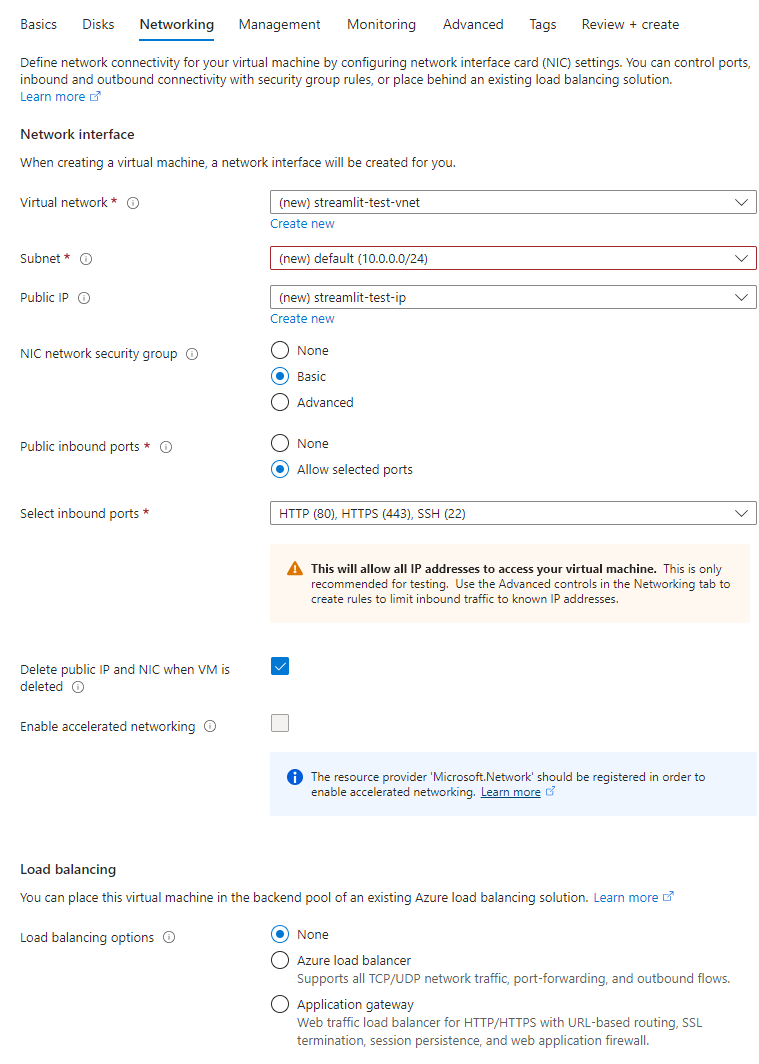 Basics Disks Networking Management Monitoring Advanced Tags Review + create
Define network connectivity for your virtual machine by configuring network interface card (NIC) settings. You can control ports,
inbound and outbound connectivity with security group rules, or place behind an existing load balancing solution.
Learn more
Network interface
When creating a virtual machine, a network interface will be created for you.
Virtual network *
(new) streamlit-test-vnet
Create new
Subnet *
(new) default (10.0.0.0/24)
Public IP
(new) streamlit-test-ip
Create new
NIC network security group
None
Basic
Advanced
Public inbound ports *
None
Allow selected ports
Select inbound ports *
HTTP (80), HTTPS (443), SSH (22)
This will allow all IP addresses to access your virtual machine. This is only
recommended for testing. Use the Advanced controls in the Networking tab to
create rules to limit inbound traffic to known IP addresses.
Delete public IP and NIC when VM is
deleted
Enable accelerated networking
The resource provider 'Microsoft.Network' should be registered in order to
enable accelerated networking. Learn more
Load balancing
You can place this virtual machine in the backend pool of an existing Azure load balancing solution. Learn more
Load balancing options
None
Azure load balancer
Supports all TCP/UDP network traffic, port-forwarding, and outbound flows.
Application gateway
Web traffic load balancer for HTTP/HTTPS with URL-based routing, SSL
termination, session persistence, and web application firewall.